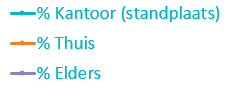 % Kantoor (standplaats)
% Thuis
% Elders